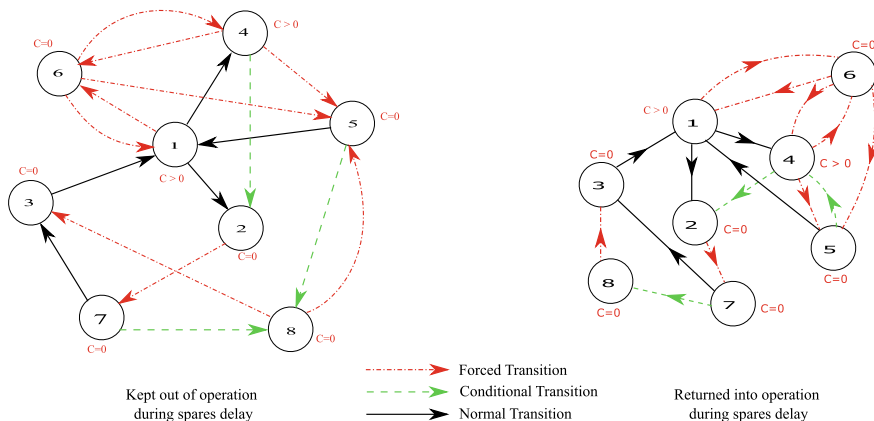 4
C > 0
C=0
6
5
C=0
1
C > 0
C=0
3
2
C=0
7
C=0
8
C=0
C=0
6
C > 0
1
4
C > 0
C=0
3
2
C=0
5
C=0
8
C=0
7
C=0
Forced Transition
Conditional Transition
Normal Transition
Kept out of operation
during spares delay
Returned into operation
during spares delay